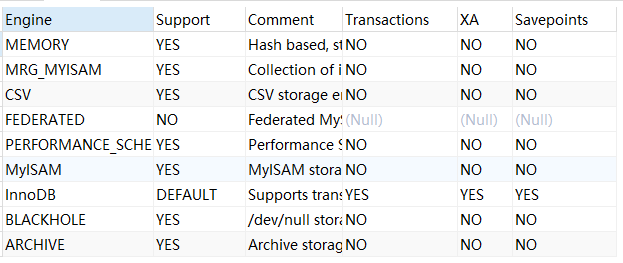 Engine Support Comment Transactions XA Savepoints
MEMORY YES Hash based, st NO NO NO
MRG_MYISAM YES Collection of i NO NO NO
CSV YES CSV storage e NO NO NO
FEDERATED NO Federated MyS (Null) (Null) (Null)
PERFORMANCE_SCHE YES Performance S NO NO NO
MyISAM YES MyISAM stora NO NO NO
InnoDB DEFAULT Supports trans YES YES YES
BLACKHOLE YES /dev/null stora NO NO NO
ARCHIVE YES Archive storag NO NO NO